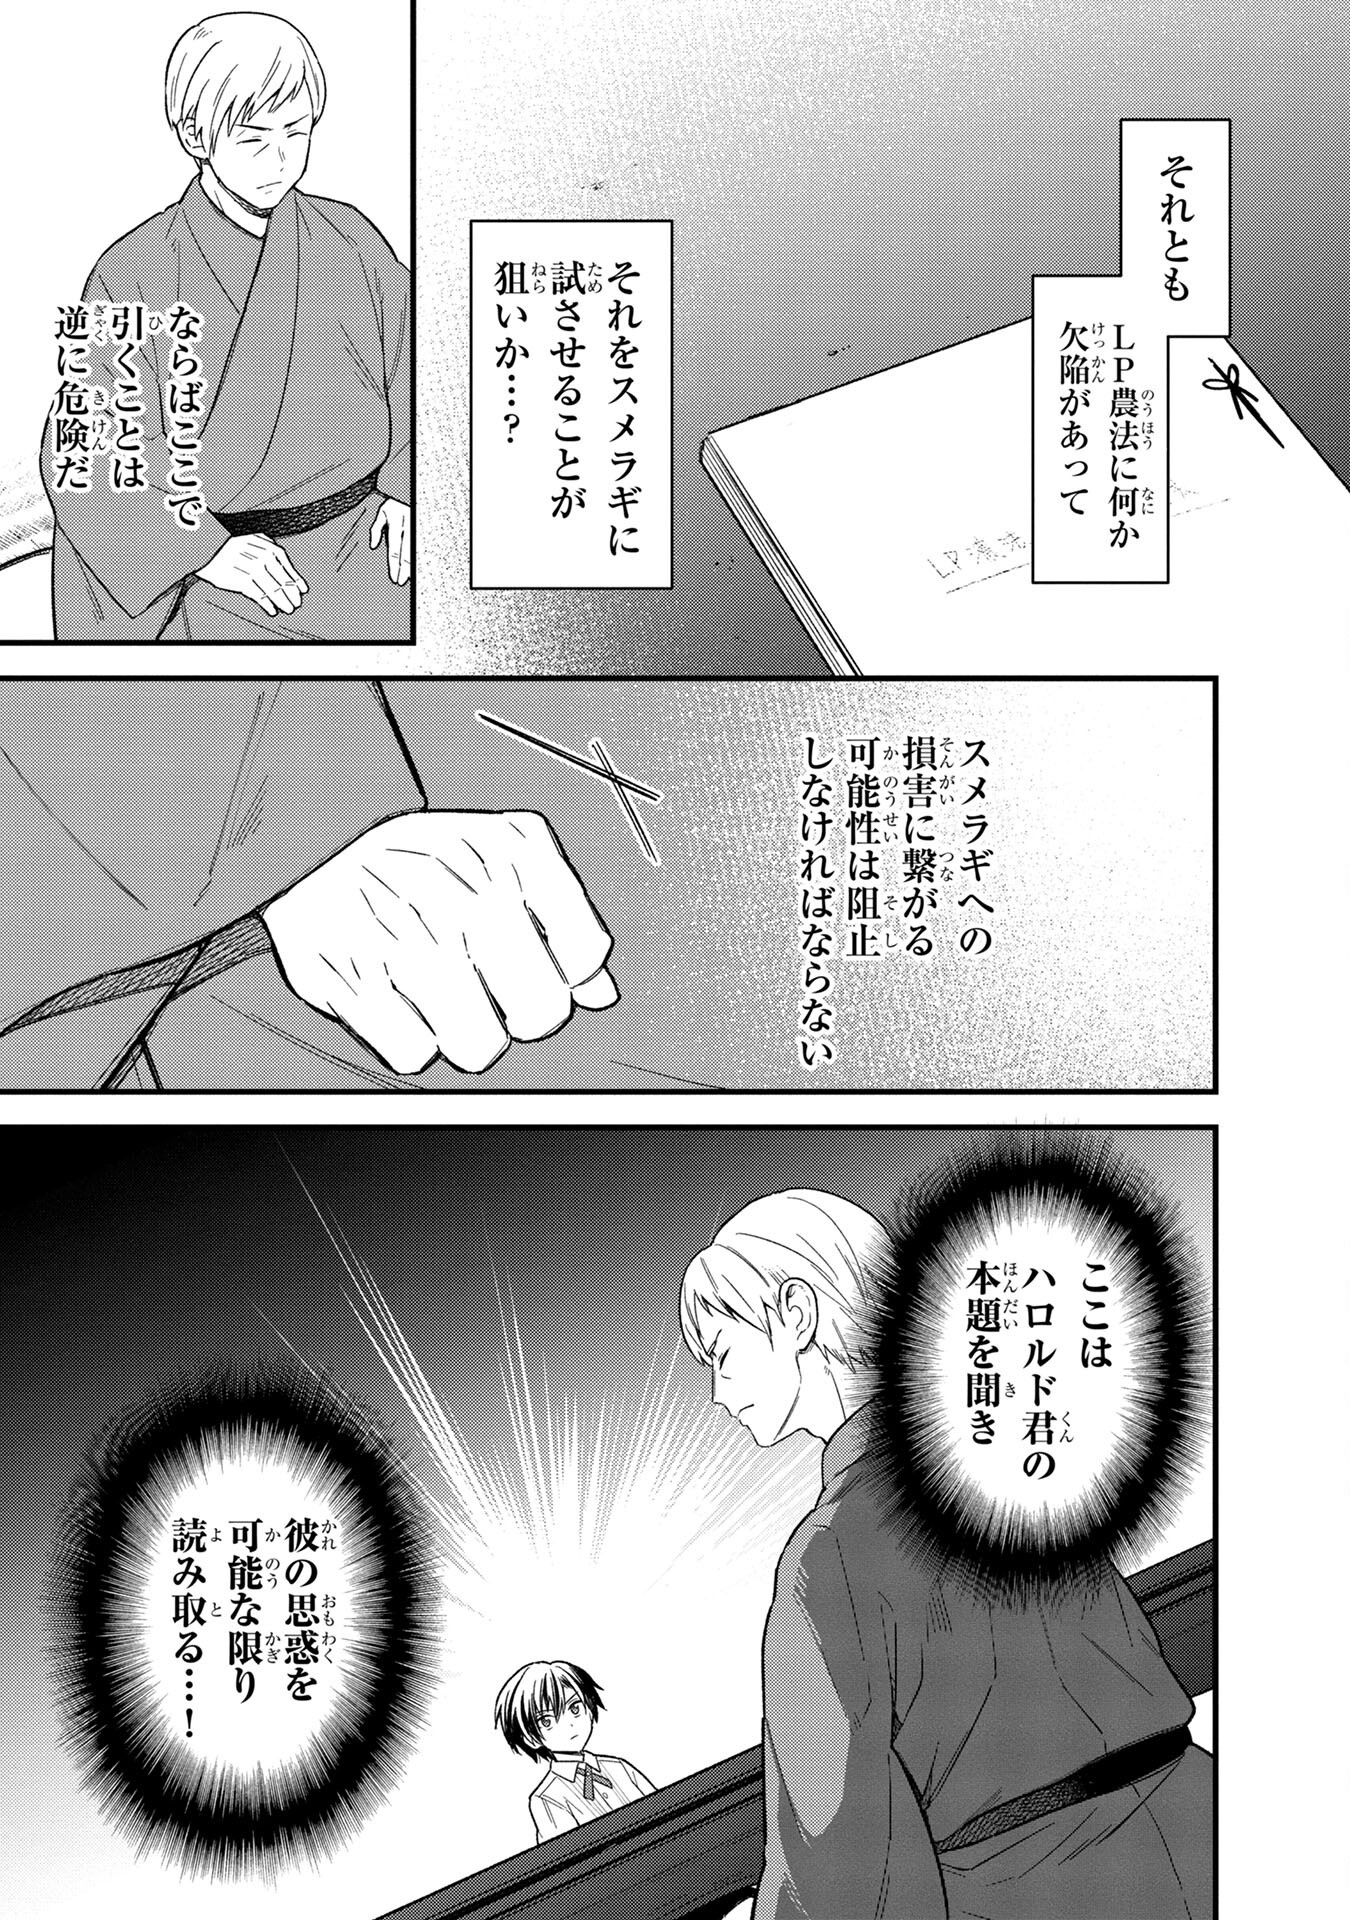 それとも
LP農法に何か
欠陥があって
それをスメラギに
試させることが
狙いか…?
ならばここで
引くことは
逆に危険だ
スメラギへの
損害に繋がる
可能性は阻止
しなければならない
ここは
ハロルド君の
本題を聞き
彼の思惑を
可能な限り
読み取る…!